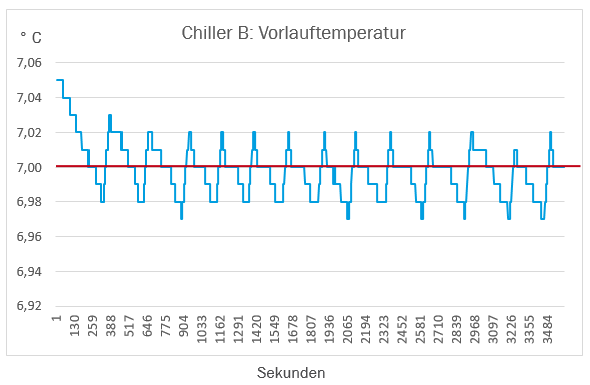 Chiller B: Vorlauftemperatur
° C
7,06
7,04
7,02
7,00
6,98
6,96
6,94
6,92
1 130 259 388 517 646 775 904 1033 1162 1291 1420 1549 1678 1807 1936 2065 2194 2323 2452 2581 2710 2839 2968 3097 3226 3355 3484
Sekunden